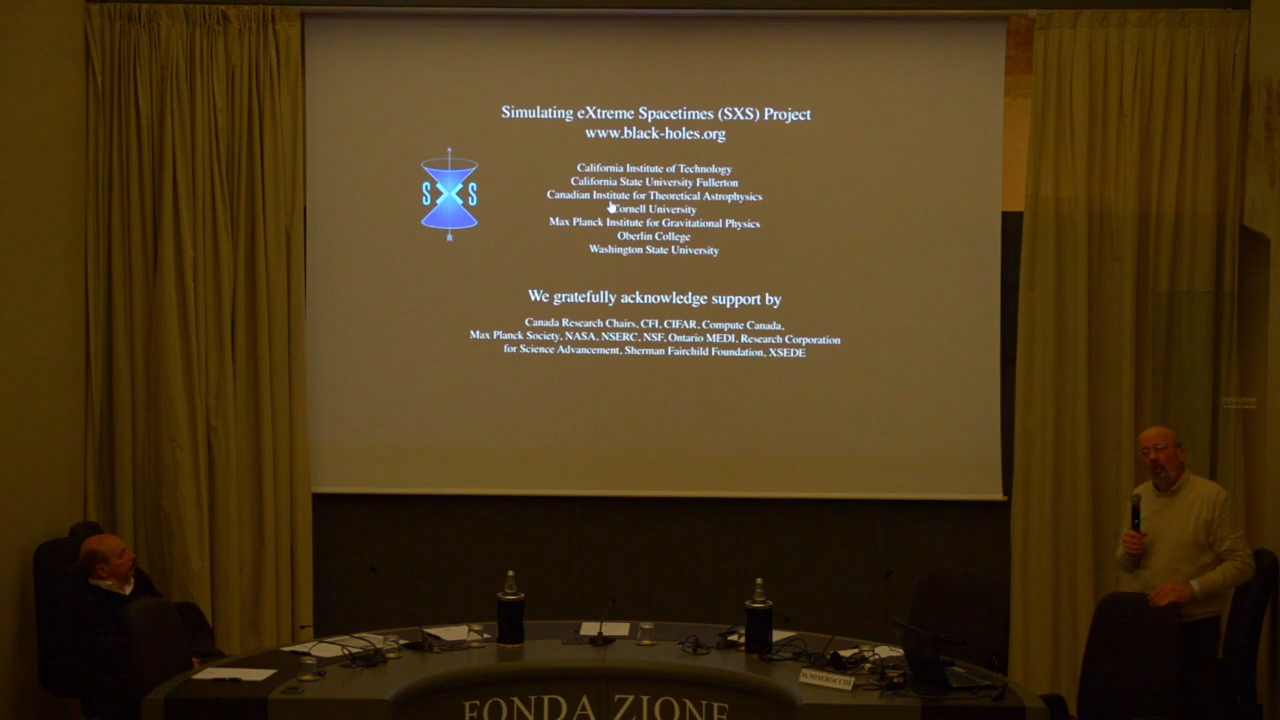 Simulating eXtreme Spacetimes (SXS) Project
www.black-holes.org
SXS
California Institute of Technology
California State University Fullerton
Canadian Institute for Theoretical Astrophysics
Cornell University
Max Planck Institute for Gravitational Physics
Oberlin College
Washington State University
We gratefully acknowledge support by
Canada Research Chairs, CFI, CIFAR, Compute Canada,
Max Planck Society, NASA, NSERC, NSF, Ontario MEDI, Research Corporation
for Science Advancement, Sherman Fairchild Foundation, XSEDE
FONDAZIONE